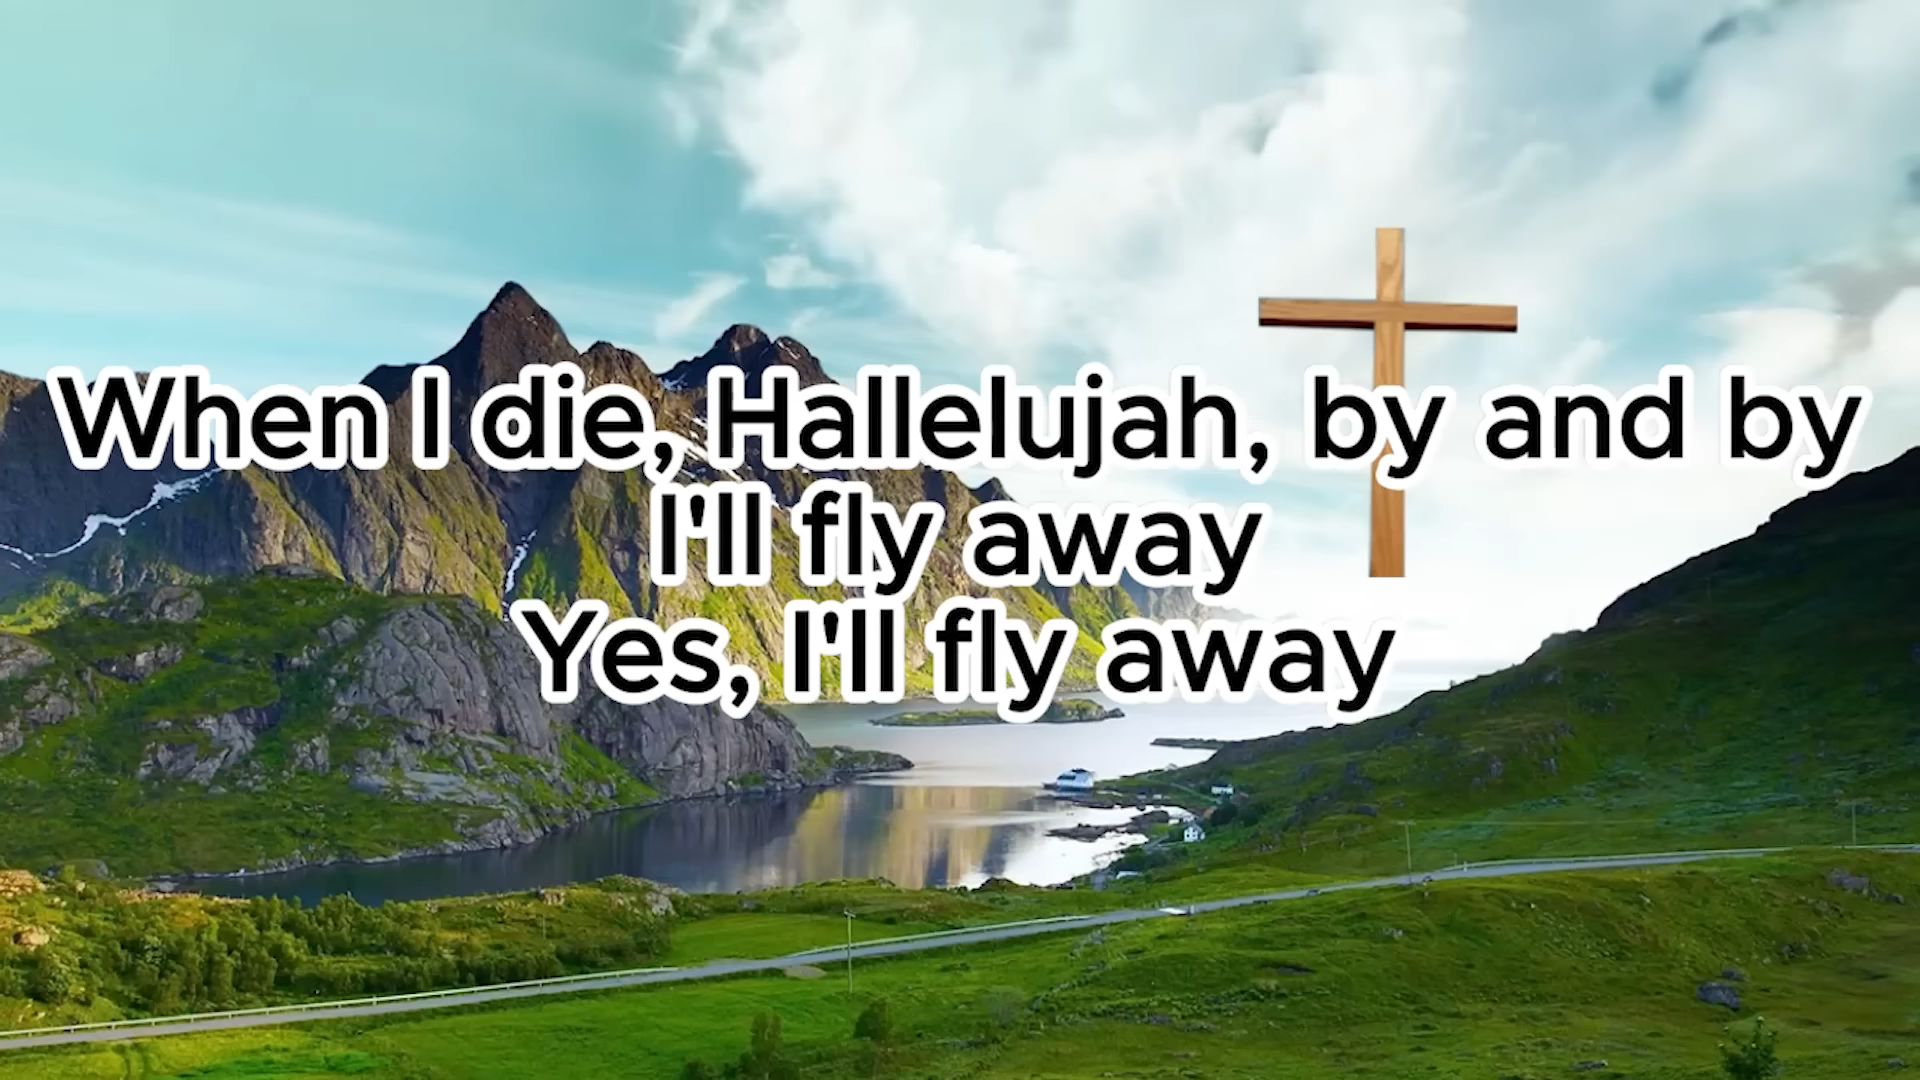 When I die, Hallelujah, by and by
I'll fly away
Yes, I'll fly away